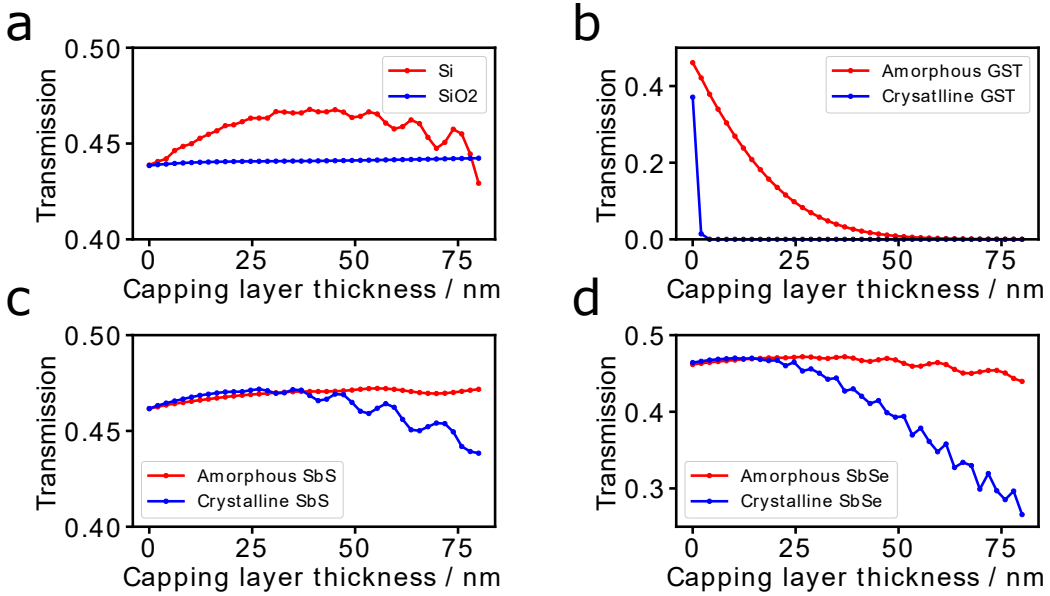 a
0.50
0.45
0.40
Transmission
Si
SiO2
0
25
50
75
Capping layer thickness / nm
b
0.4
0.2
0.0
Transmission
Amorphous GST
Crysatlline GST
0
25
50
75
Capping layer thickness / nm
c
0.50
0.45
0.40
Transmission
Amorphous SbS
Crystalline SbS
0
25
50
75
Capping layer thickness / nm
d
0.5
0.4
0.3
Transmission
Amorphous SbSe
Crystalline SbSe
0
25
50
75
Capping layer thickness / nm